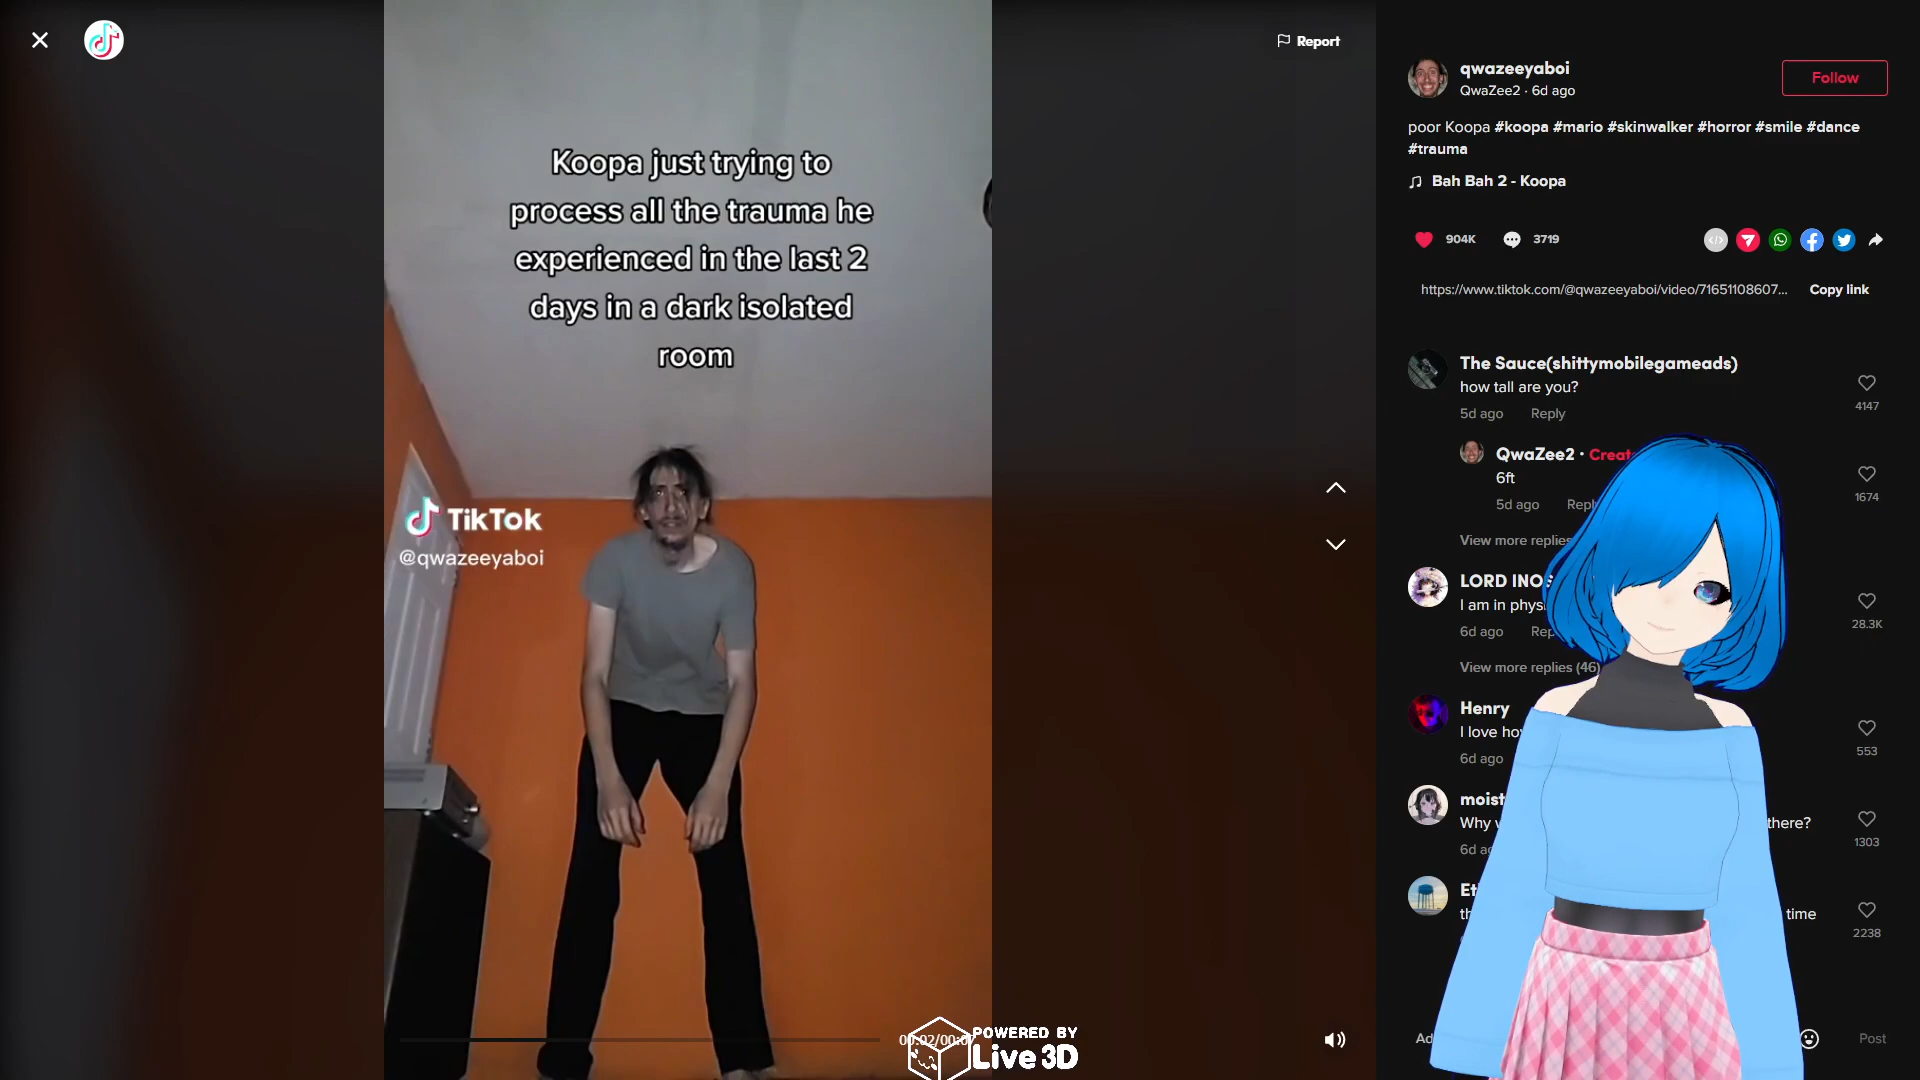 Report
Koopa just trying to
process all the trauma he
experienced in the last 2
days in a dark isolated
room
TikTok
@qwazeeyaboi
POWERED BY
Live3D
qwazeeyaboi
QwaZee2 · 6d ago
Follow
poor Koopa #koopa #mario #skinwalker #horror #smile #dance
#trauma
Bah Bah 2 - Koopa
904K
3719
https://www.tiktok.com/@qwazeeyaboi/video/71651108607...
Copy link
The Sauce(shittymobilegameads)
how tall are you?
5d ago Reply
4147
QwaZee2 ·
6ft
5d ago
1674
View more replies
LORD INO
I am in
6d ago
28.3K
View more replies (46)
Henry
I love
6d ago
553
moist
Why there?
6d
1303
time
2238
Post